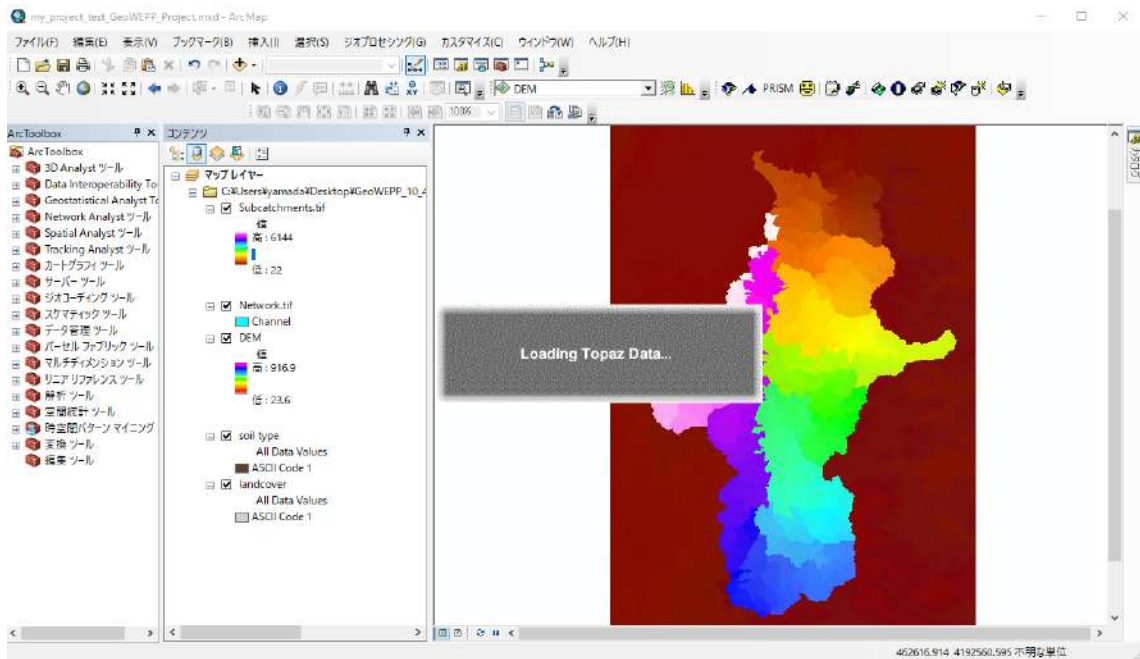 my_project_test_GeoWEPP_Project.mxd - ArcMap
ファイル(F) 編集(E) 表示(V) ブックマーク(B) 挿入(I) 選択(S) ジオプロセシング(G) カスタマイズ(C) ウィンドウ(W) ヘルプ(H)
DEM
PRISM
100%
ArcToolbox
ArcToolbox
3D Analyst ツール
Data Interoperability To
Geostatistical Analyst To
Network Analyst ツール
Spatial Analyst ツール
Tracking Analyst ツール
カートグラフィ ツール
サーバー ツール
ジオコーディング ツール
スケマティック ツール
データ管理 ツール
パーセル ファブリック ツール
マルチディメンション ツール
リニア リファレンス ツール
解析 ツール
空間統計 ツール
時空間パターン マイニング
変換 ツール
編集 ツール
コンテンツ
マップ レイヤー
C:¥Users¥yamada¥Desktop¥GeoWEPP_10_4
Subcatchments.tif
値
高 : 6144
低 : 22
Network.tif
Channel
DEM
値
高 : 916.9
低 : 23.6
soil type
All Data Values
ASCII Code 1
landcover
All Data Values
ASCII Code 1
Loading Topaz Data...
カタログ
462616.914 4192560.595 不明な単位